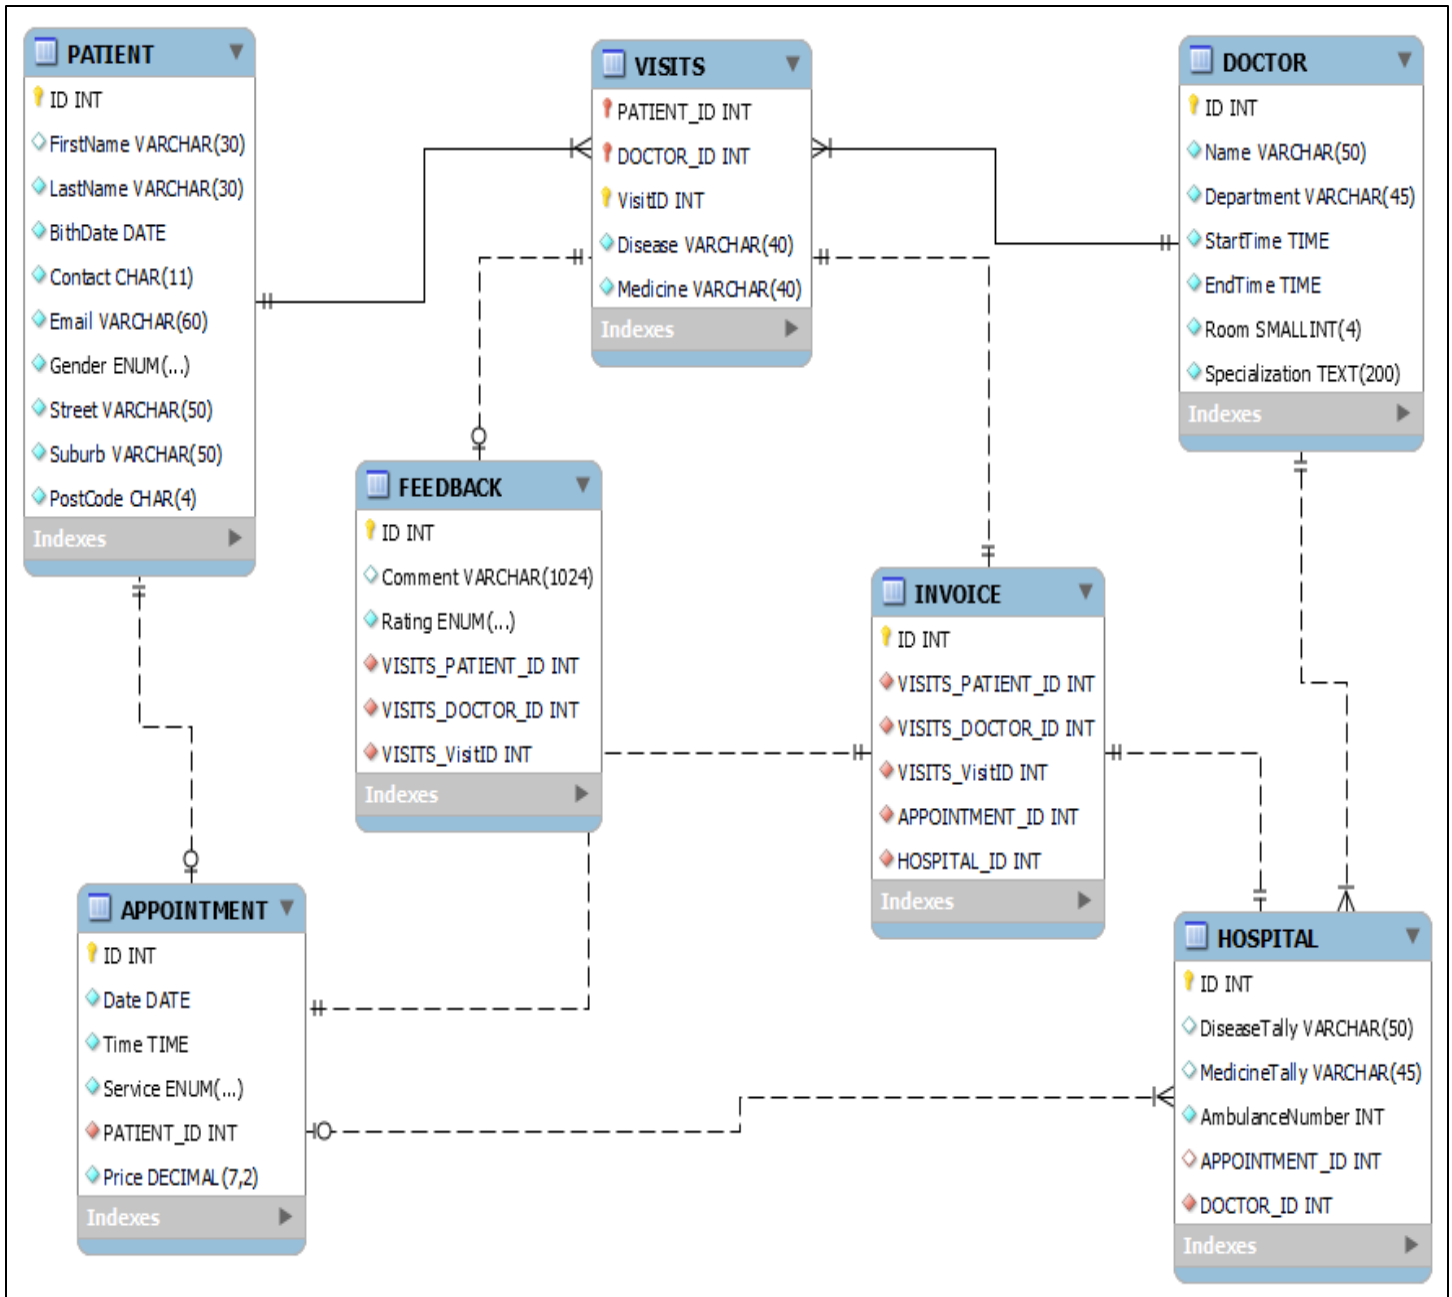 PATIENT
ID INT
FirstName VARCHAR(30)
LastName VARCHAR(30)
BithDate DATE
Contact CHAR(11)
Email VARCHAR(60)
Gender ENUM(...)
Street VARCHAR(50)
Suburb VARCHAR(50)
PostCode CHAR(4)
Indexes
VISITS
PATIENT_ID INT
DOCTOR_ID INT
VisitID INT
Disease VARCHAR(40)
Medicine VARCHAR(40)
Indexes
DOCTOR
ID INT
Name VARCHAR(50)
Department VARCHAR(45)
StartTime TIME
EndTime TIME
Room SMALLINT(4)
Specialization TEXT(200)
Indexes
FEEDBACK
ID INT
Comment VARCHAR(1024)
Rating ENUM(...)
VISITS_PATIENT_ID INT
VISITS_DOCTOR_ID INT
VISITS_VisitID INT
Indexes
INVOICE
ID INT
VISITS_PATIENT_ID INT
VISITS_DOCTOR_ID INT
VISITS_VisitID INT
APPOINTMENT_ID INT
HOSPITAL_ID INT
Indexes
APPOINTMENT
ID INT
Date DATE
Time TIME
Service ENUM(...)
PATIENT_ID INT
Price DECIMAL(7,2)
Indexes
HOSPITAL
ID INT
DiseaseTally VARCHAR(50)
MedicineTally VARCHAR(45)
AmbulanceNumber INT
APPOINTMENT_ID INT
DOCTOR_ID INT
Indexes